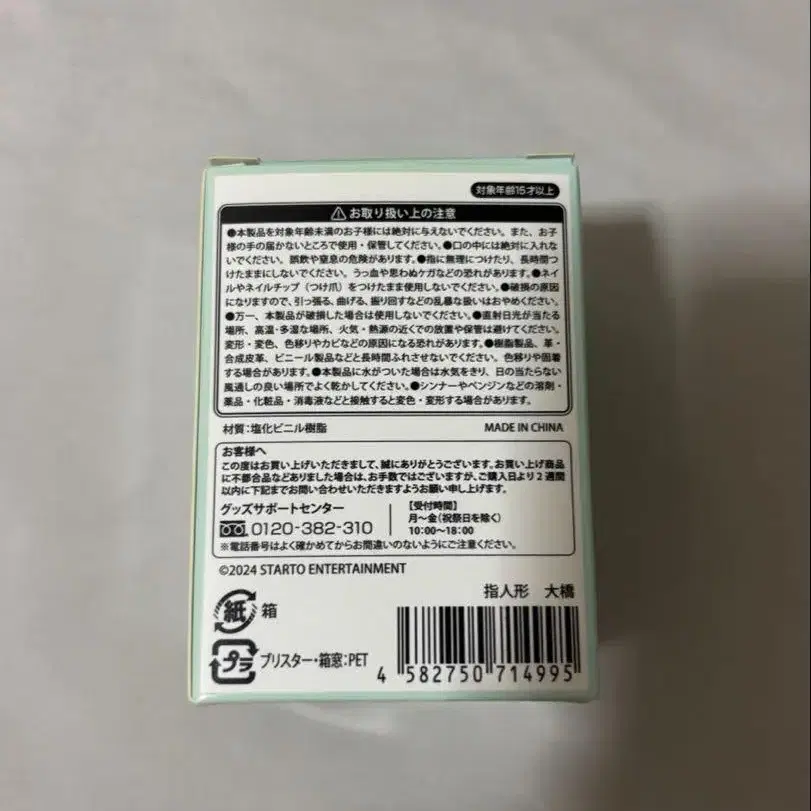 対象年齢15才以上
お取り扱い上の注意
●本製品を対象年齢未満のお子様には絶対に与えないでください。また、お子
様の手の届かないところで使用・保管してください。●口の中には絶対に入れな
いでください。誤飲や窒息の危険があります。●指に無理につけたり、長時間つ
けたままにしないでください。うっ血や思わぬケガなどの恐れがあります。●ネイ
ルやネイルチップ（つけ爪）をつけたまま使用しないでください。●破損の原因
になりますので、引っ張る、曲げる、振り回すなどの乱暴な扱いはおやめください。
●万一、本製品が破損した場合は使用しないでください。●直射日光が当たる
場所、高温・多湿な場所、火気・熱源の近くでの放置や保管は避けてください。
変形・変色、色移りやカビなどの原因になる恐れがあります。●樹脂製品、革・
合成皮革、ビニール製品などと長時間ふれさせないでください。色移りや固着
する場合があります。●本製品に水がついた場合は水気をきり、日の当たらない
風通しの良い場所でよく乾かしてください。●シンナーやベンジンなどの溶剤・
薬品・化粧品・消毒液などと接触すると変色・変形する場合があります。
材質：塩化ビニル樹脂 MADE IN CHINA
お客様へ
この度はお買い上げいただきまして、誠にありがとうございます。お買い上げ商品
に不都合品などありました場合は、お手数ではございますが、ご購入日より2週間
以内に下記までお問い合わせいただきますようお願い申し上げます。
グッズサポートセンター
0120-382-310
【受付時間】
月～金（祝祭日を除く）
10:00～18:00
※電話番号はよく確かめてからお間違いのないようにご注意ください。
©2024 STARTO ENTERTAINMENT
指人形 大橋
紙 箱
プラ ブリスター・箱窓：PET
4 582750 714995